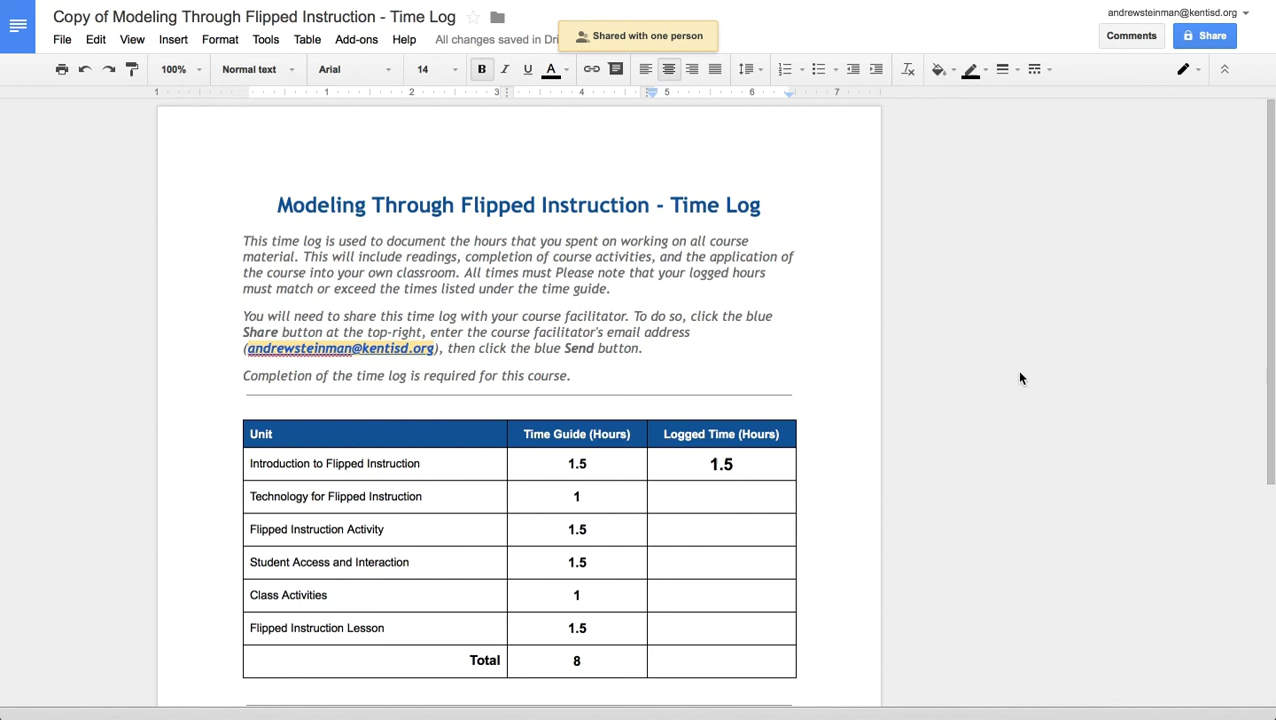 Copy of Modeling Through Flipped Instruction - Time Log
andrewsteinman@kentisd.org
File Edit View Insert Format Tools Table Add-ons Help All changes saved in Dri
Shared with one person
Comments Share
100% Normal text Arial 14 B I U A
1 1 2 3 4 5 6 7
Modeling Through Flipped Instruction - Time Log
This time log is used to document the hours that you spent on working on all course
material. This will include readings, completion of course activities, and the application of
the course into your own classroom. All times must Please note that your logged hours
must match or exceed the times listed under the time guide.
You will need to share this time log with your course facilitator. To do so, click the blue
Share button at the top-right, enter the course facilitator's email address
(andrewsteinman@kentisd.org), then click the blue Send button.
Completion of the time log is required for this course.
Unit Time Guide (Hours) Logged Time (Hours)
Introduction to Flipped Instruction 1.5 1.5
Technology for Flipped Instruction 1
Flipped Instruction Activity 1.5
Student Access and Interaction 1.5
Class Activities 1
Flipped Instruction Lesson 1.5
Total 8